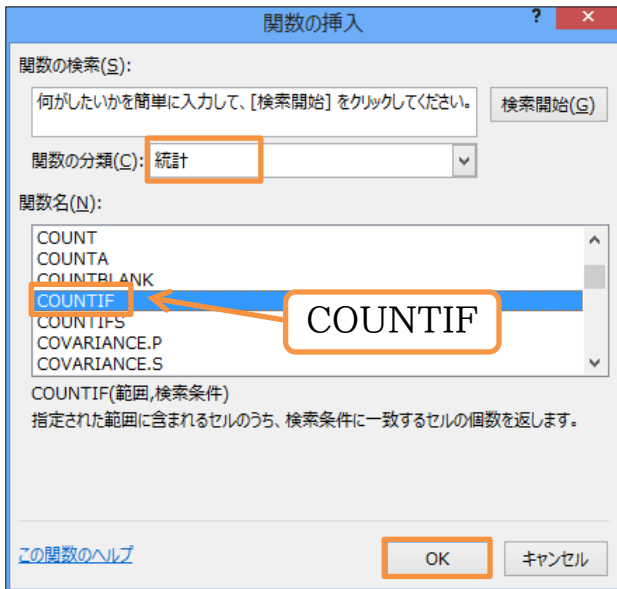 関数の挿入 ? ×
関数の検索(S):
何がしたいかを簡単に入力して、[検索開始] をクリックしてください。
検索開始(G)
関数の分類(C): 統計
関数名(N):
COUNT
COUNTA
COUNTBLANK
COUNTIF
COUNTIF
COUNTIFS
COVARIANCE.P
COVARIANCE.S
COUNTIF(範囲,検索条件)
指定された範囲に含まれるセルのうち、検索条件に一致するセルの個数を返します。
この関数のヘルプ
OK
キャンセル